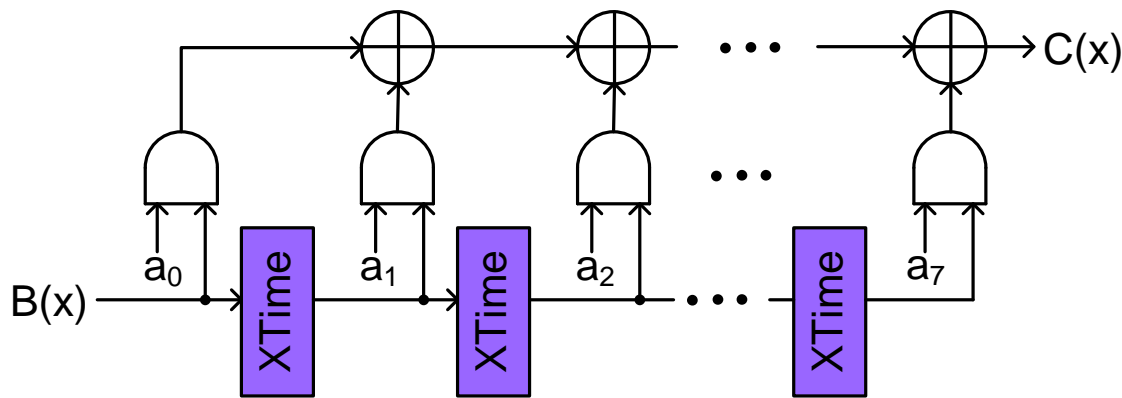 C(x)
a₀
a₁
a₂
a₇
B(x)
XTime
XTime
XTime